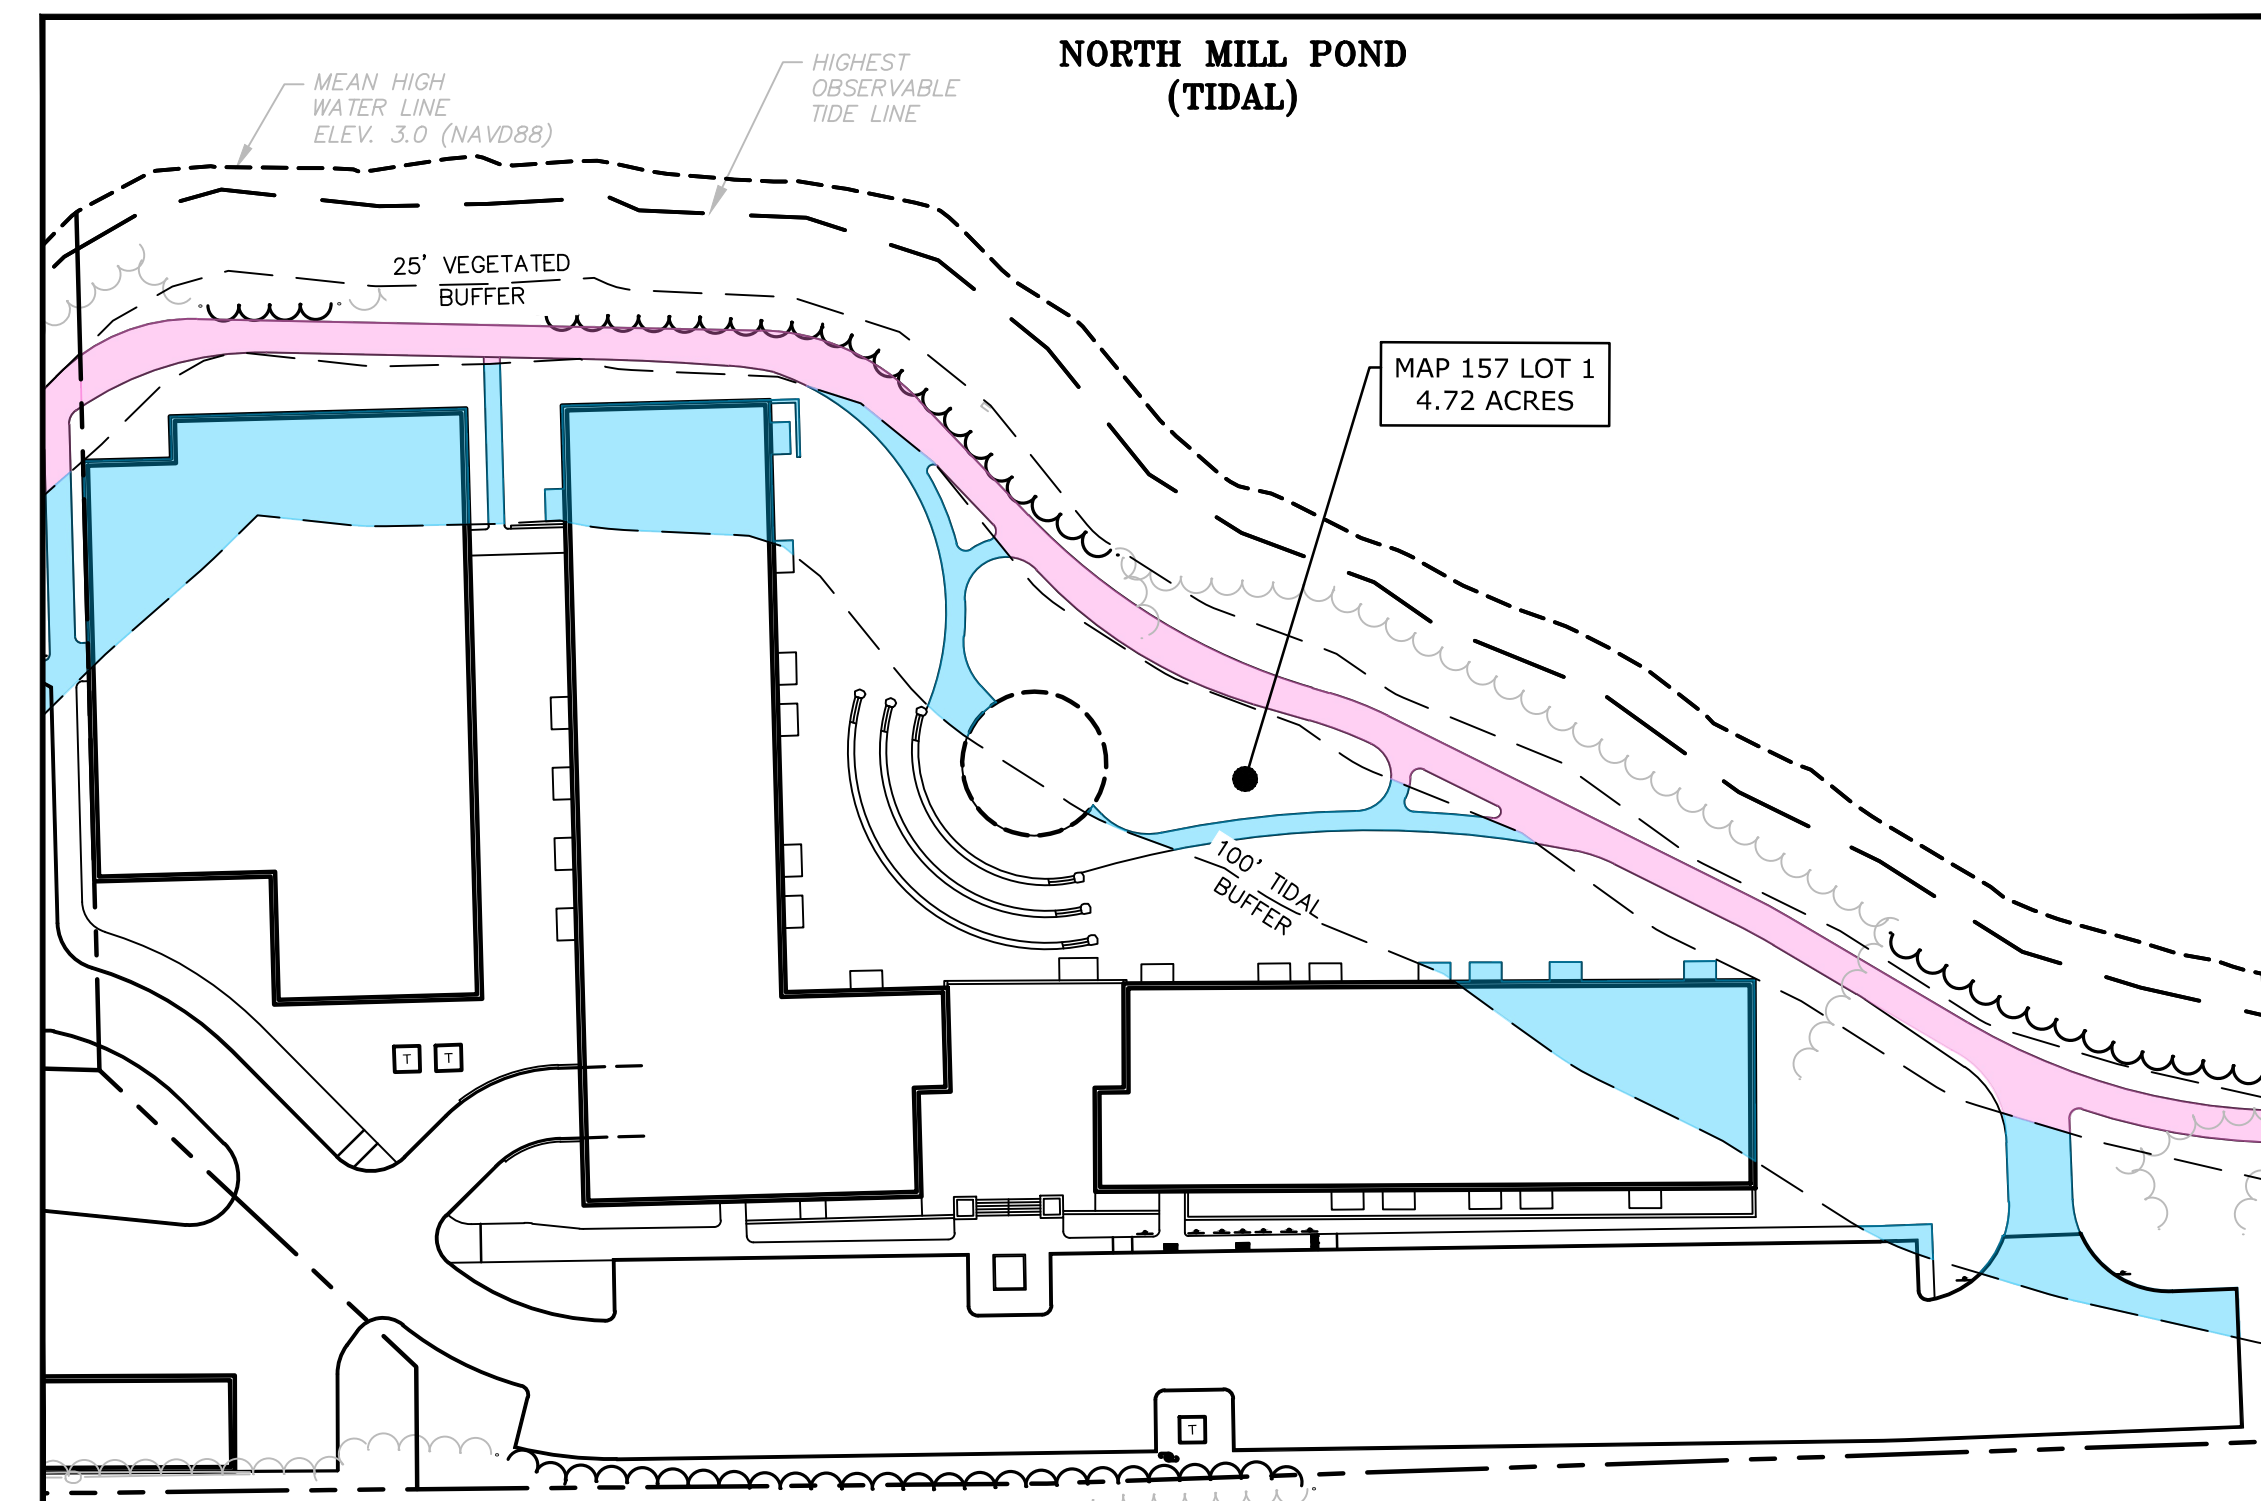 NORTH MILL POND
(TIDAL)
MEAN HIGH
WATER LINE
ELEV. 3.0 (NAVD88)
HIGHEST
OBSERVABLE
TIDE LINE
25' VEGETATED
BUFFER
MAP 157 LOT 1
4.72 ACRES
100' TIDAL
BUFFER
T
T
T